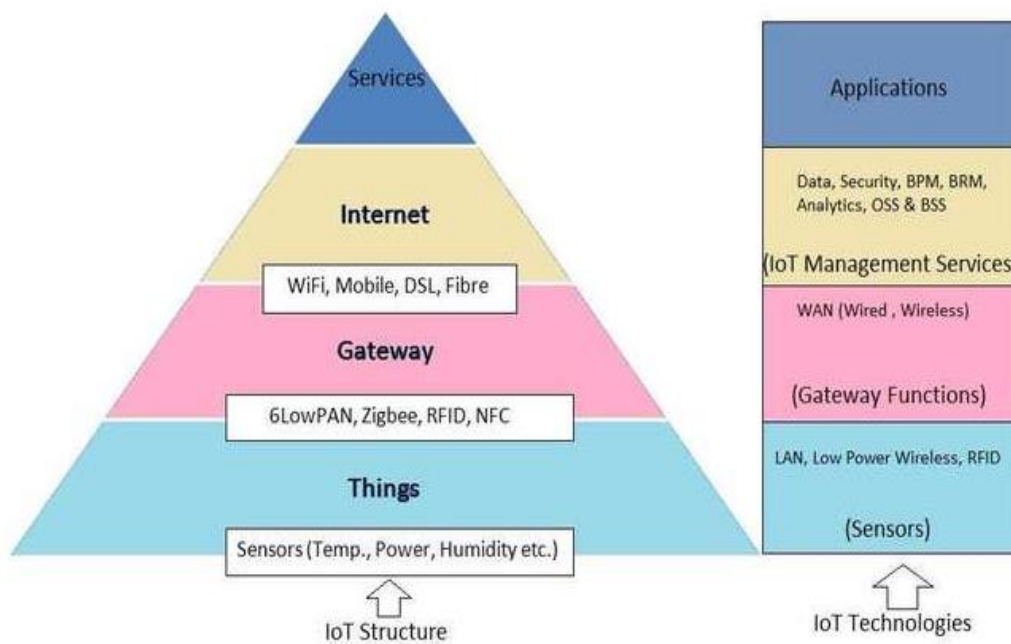 Services
Internet
WiFi, Mobile, DSL, Fibre
Gateway
6LowPAN, Zigbee, RFID, NFC
Things
Sensors (Temp., Power, Humidity etc.)
IoT Structure
Applications
Data, Security, BPM, BRM,
Analytics, OSS & BSS
(IoT Management Services
WAN (Wired , Wireless)
(Gateway Functions)
LAN, Low Power Wireless, RFID
(Sensors)
IoT Technologies